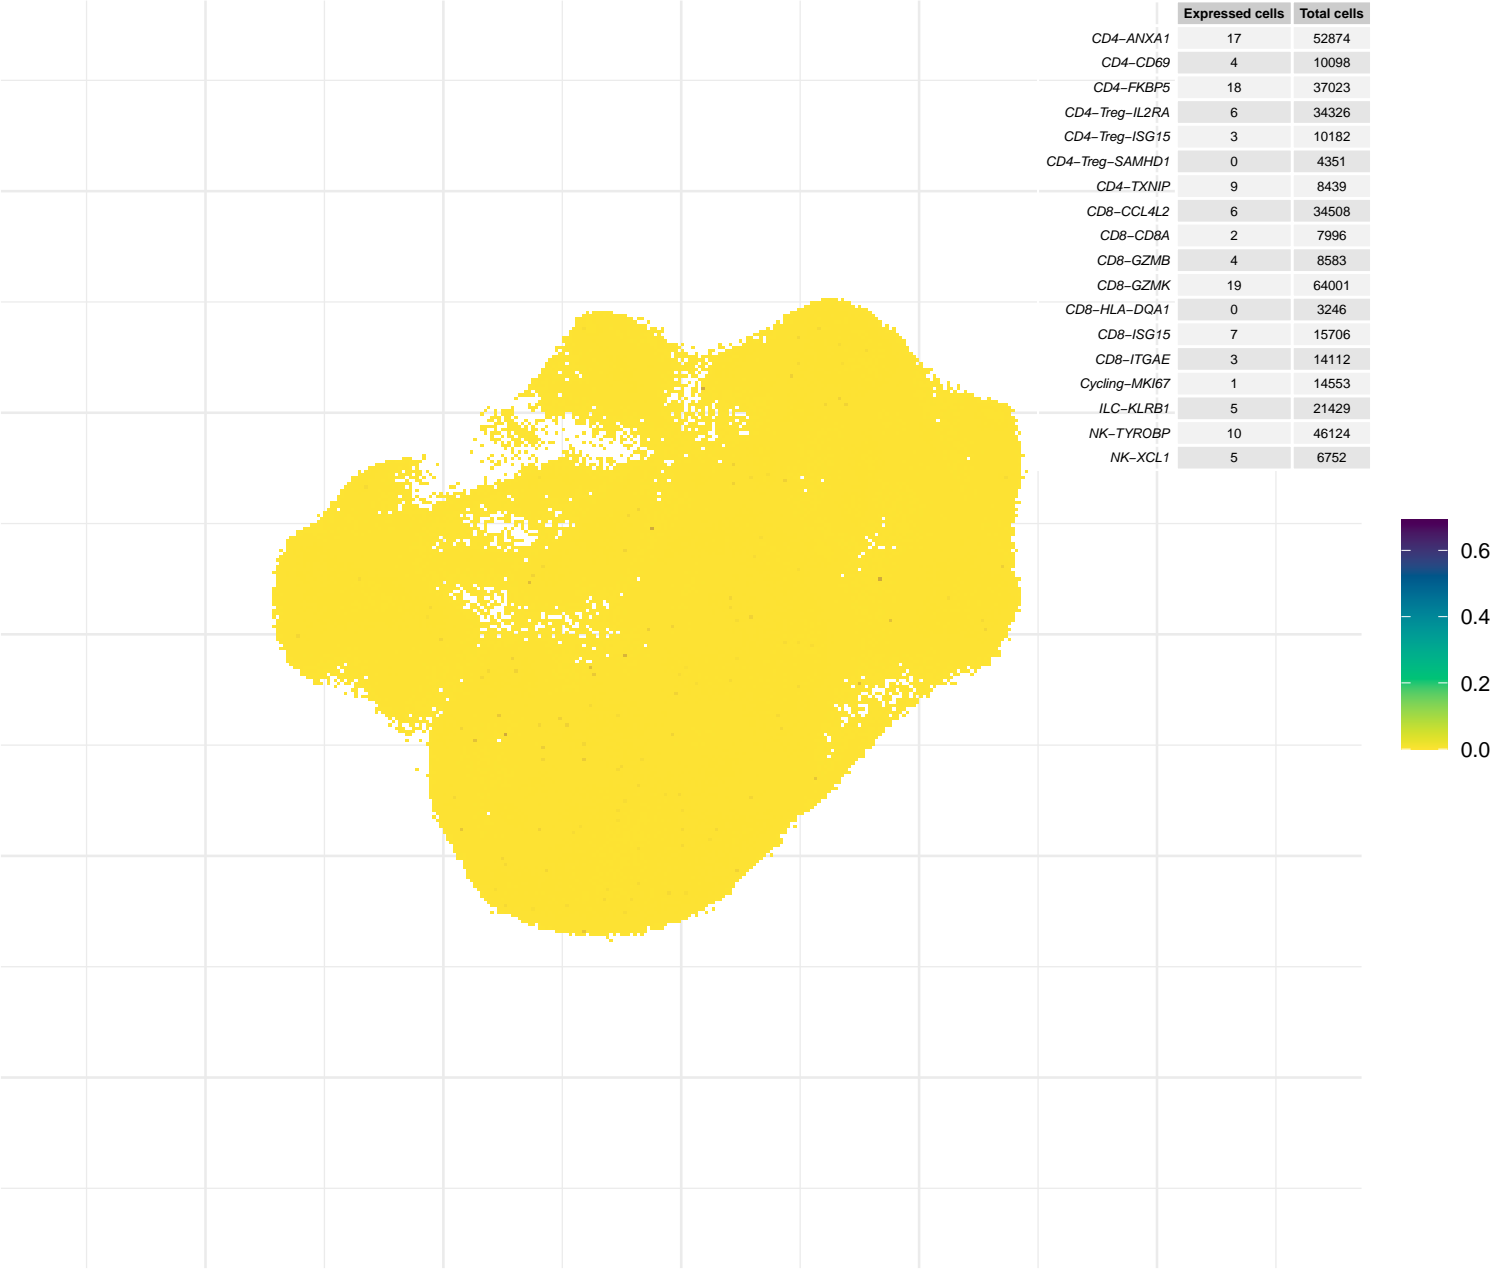 Expressed cells Total cells
CD4−ANXA1 17 52874
CD4−CD69 4 10098
CD4−FKBP5 18 37023
CD4−Treg−IL2RA 6 34326
CD4−Treg−ISG15 3 10182
CD4−Treg−SAMHD1 0 4351
CD4−TXNIP 9 8439
CD8−CCL4L2 6 34508
CD8−CD8A 2 7996
CD8−GZMB 4 8583
CD8−GZMK 19 64001
CD8−HLA−DQA1 0 3246
CD8−ISG15 7 15706
CD8−ITGAE 3 14112
Cycling−MKI67 1 14553
ILC−KLRB1 5 21429
NK−TYROBP 10 46124
NK−XCL1 5 6752
0.6
0.4
0.2
0.0